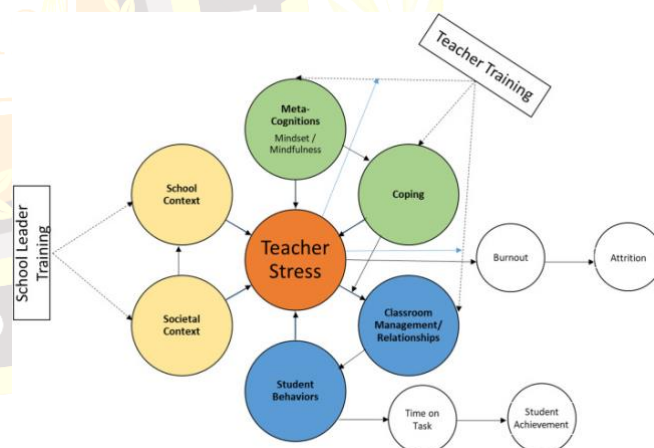 Teacher Training
Meta-
Cognitions
Mindset /
Mindfulness
School
Context
Coping
School Leader
Training
Teacher
Stress
Burnout
Attrition
Societal
Context
Classroom
Management/
Relationships
Student
Behaviors
Time on
Task
Student
Achievement